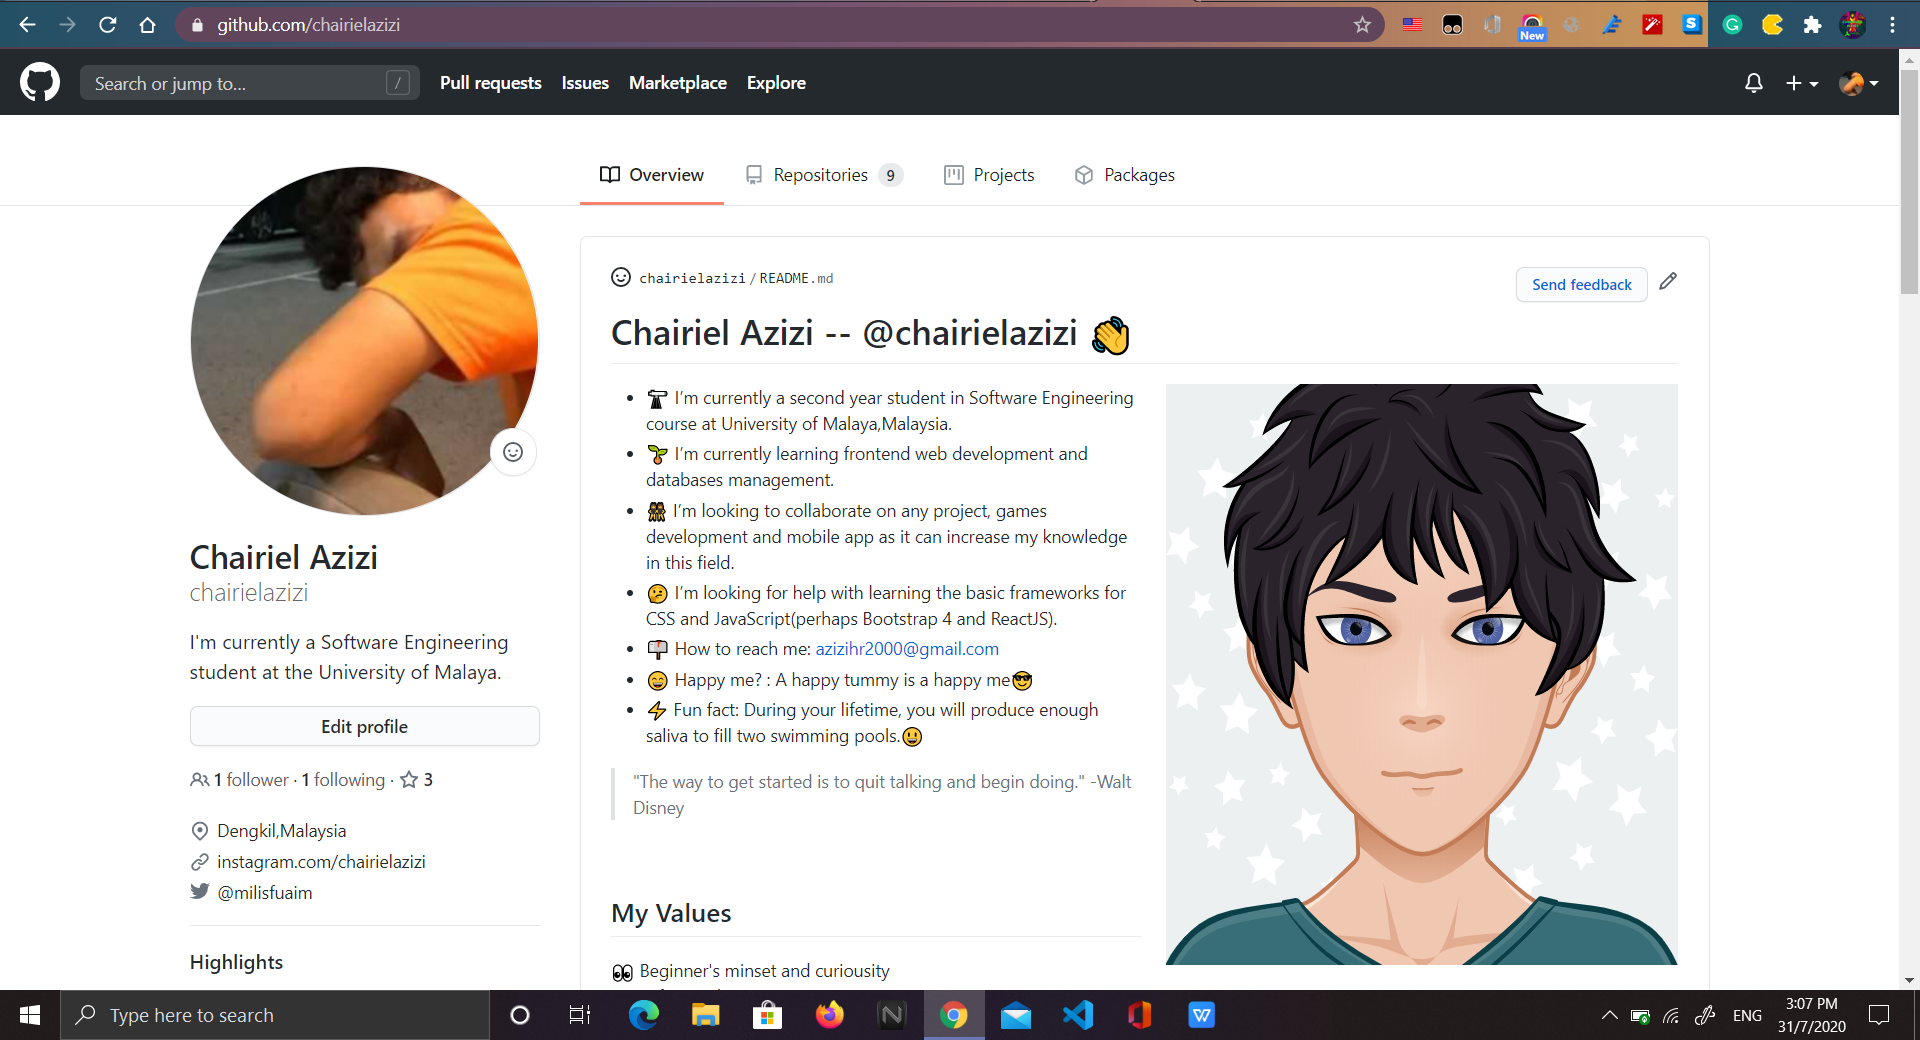 github.com/chairielazizi
New
Search or jump to...
/
Pull requests
Issues
Marketplace
Explore
Overview
Repositories 9
Projects
Packages
chairielazizi/README.md
Send feedback
Chairiel Azizi -- @chairielazizi
I'm currently a second year student in Software Engineering
course at University of Malaya,Malaysia.
I'm currently learning frontend web development and
databases management.
I'm looking to collaborate on any project, games
development and mobile app as it can increase my knowledge
in this field.
I'm looking for help with learning the basic frameworks for
CSS and JavaScript(perhaps Bootstrap 4 and ReactJS).
How to reach me: azizihr2000@gmail.com
Happy me? : A happy tummy is a happy me
Fun fact: During your lifetime, you will produce enough
saliva to fill two swimming pools.
"The way to get started is to quit talking and begin doing." -Walt
Disney
My Values
Beginner's minset and curiousity
Chairiel Azizi
chairielazizi
I'm currently a Software Engineering
student at the University of Malaya.
Edit profile
1 follower · 1 following · 3
Dengkil,Malaysia
instagram.com/chairielazizi
@milisfuaim
Highlights
Type here to search
ENG
3:07 PM
31/7/2020